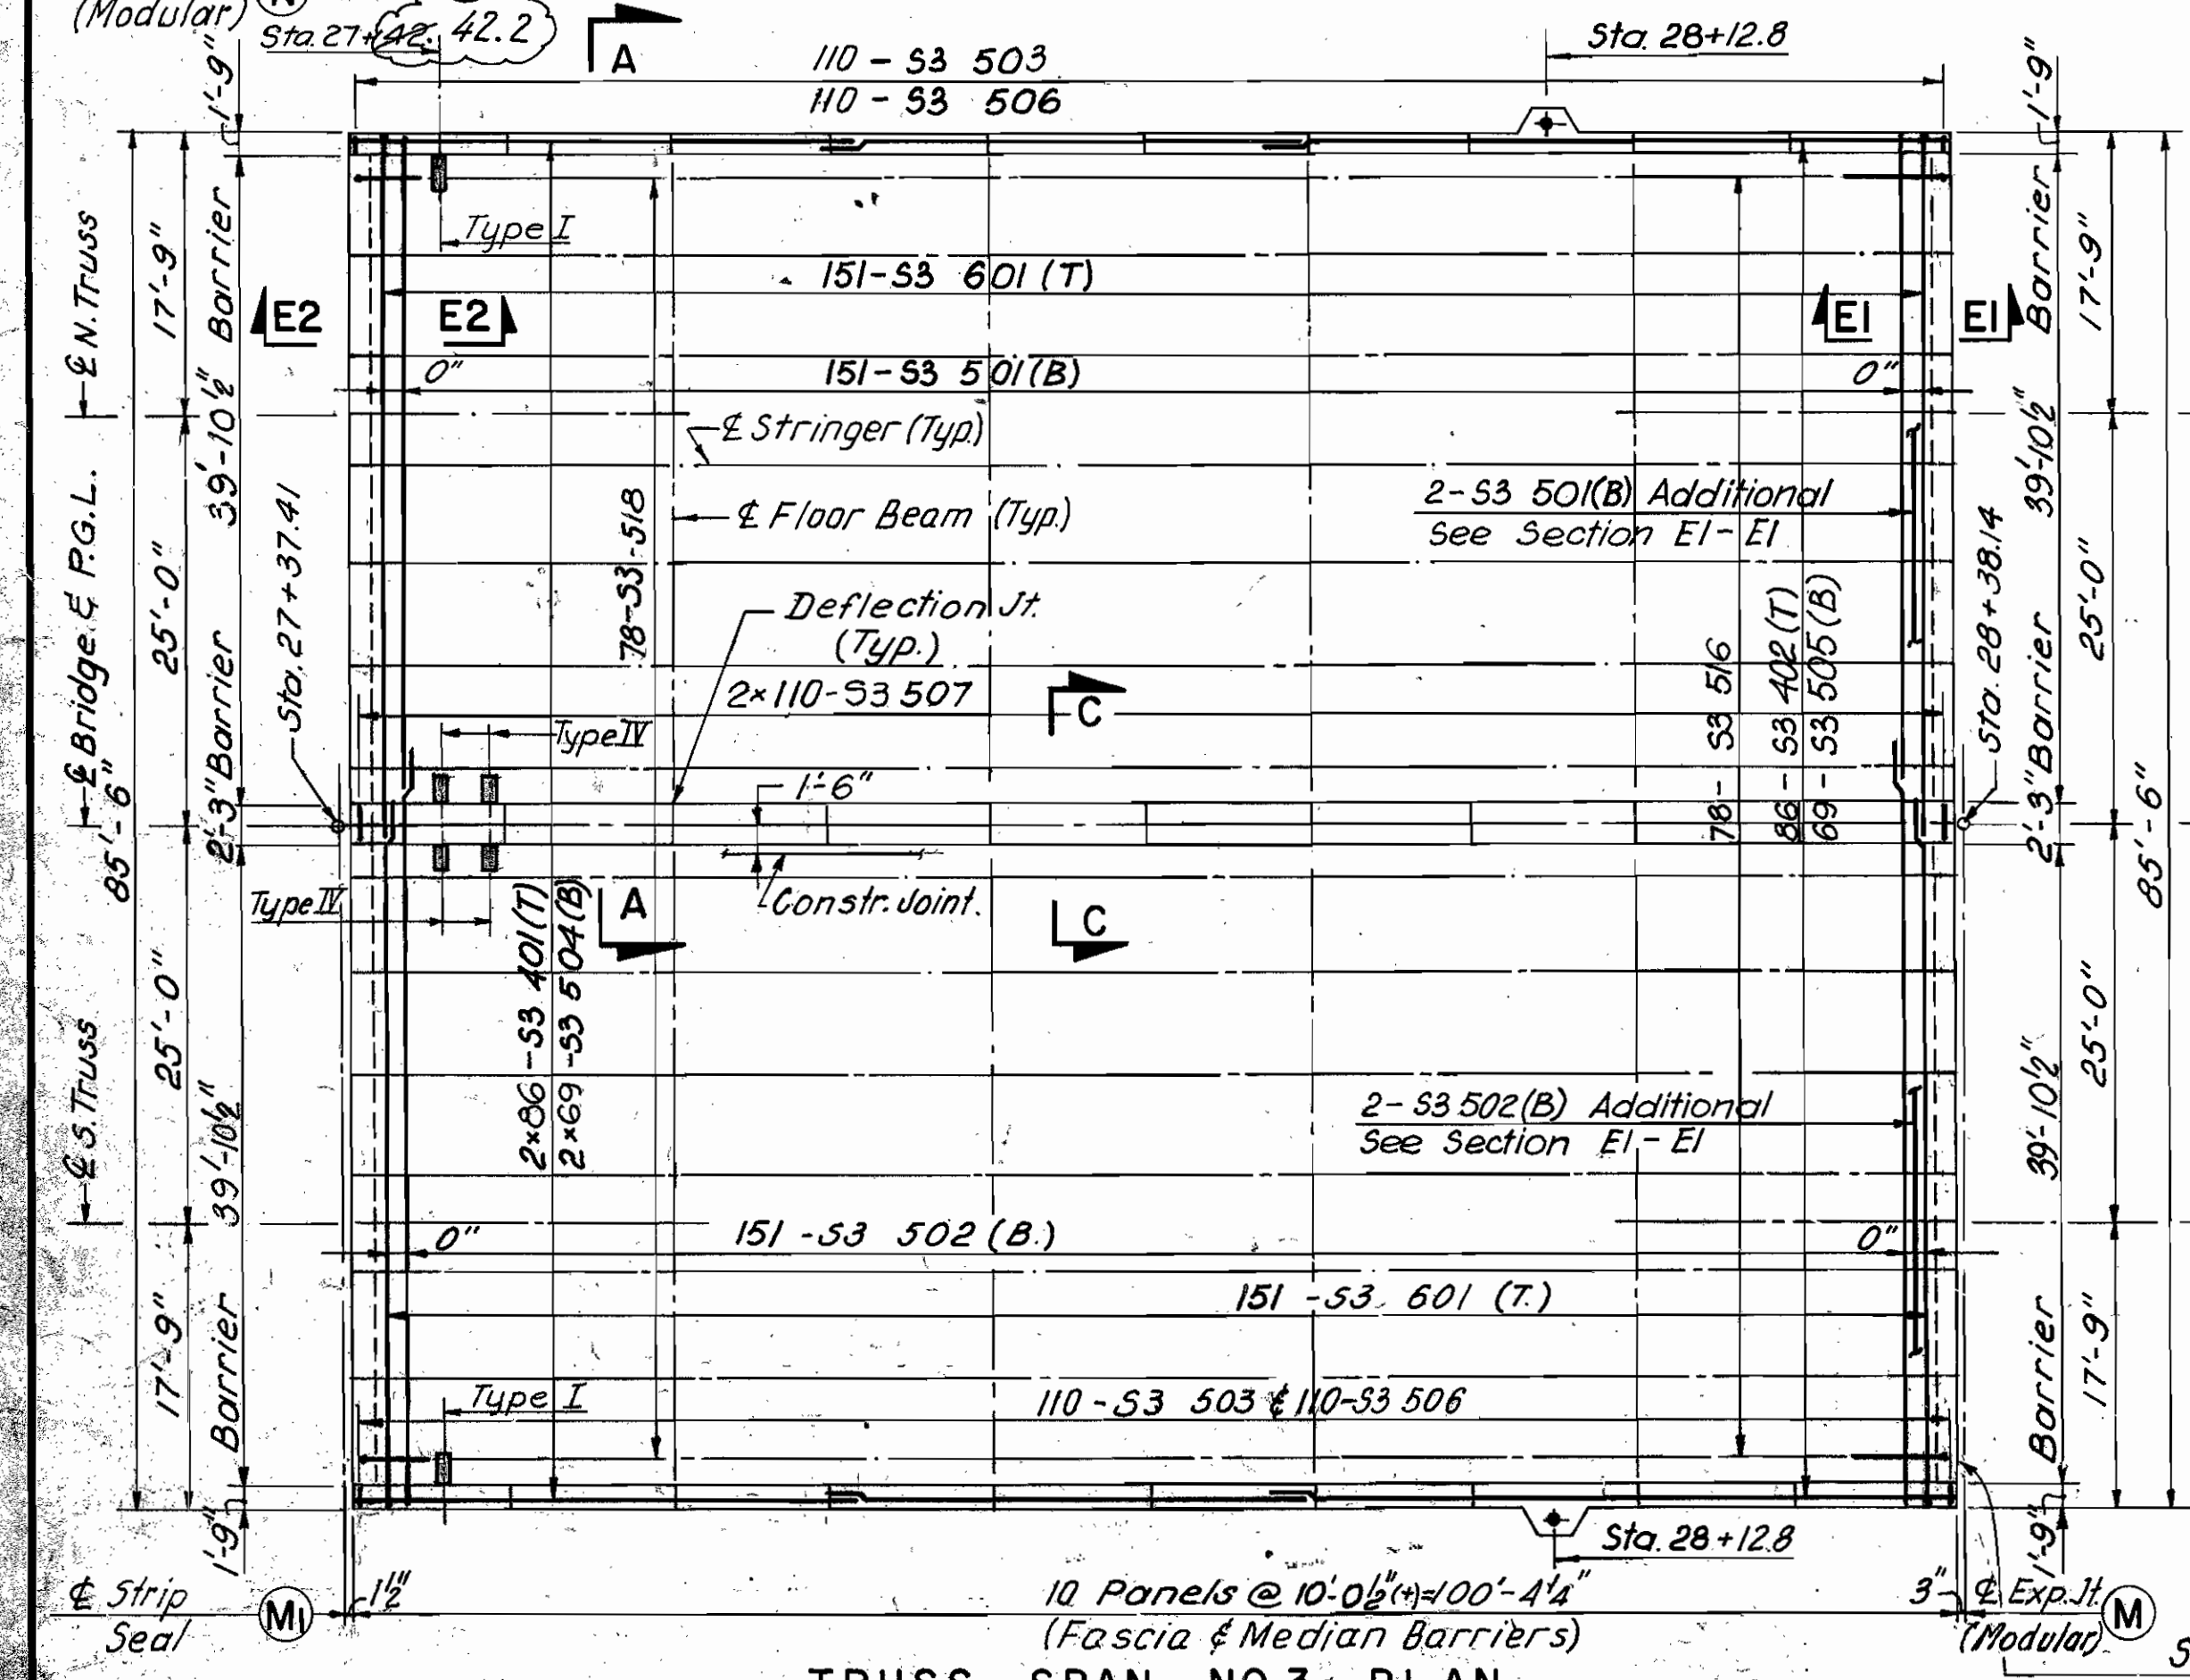 (Modular) N
Sta. 27+42. 42.2
A
110 - S3 503
110 - S3 506
Sta. 28+12.8
1'-9"
1'-9"
Type I
151-S3 601 (T)
E2
E2
E1
E1
0"
151-S3 501(B)
0"
℄ N. Truss
17'-9"
39'-10½" Barrier
Barrier
39'-10½"
17'-9"
℄ Stringer (Typ.)
℄ Floor Beam (Typ.)
2-S3 501(B) Additional
See Section E1-E1
78-S3-518
Sta. 27+37.41
Sta. 28+38.14
℄ Bridge & P.G.L.
85'-6"
25'-0"
2'-3" Barrier
Deflection Jt.
(Typ.)
2×110-S3 507
C
Type IV
1'-6"
78- S3 516
86 - S3 402(T)
69 - S3 505(B)
2'-3" Barrier
25'-0"
85'-6"
Type IV
A
Constr. Joint.
C
2×86-S3 401(T)
2×69-S3 504(B)
℄ S. Truss
25'-0"
39'-10½"
2-S3 502(B) Additional
See Section E1-E1
39'-10½"
25'-0"
0"
151 -S3 502 (B.)
0"
151 -S3 601 (T.)
17'-9"
Barrier
Type I
110-S3 503 & 110-S3 506
Barrier
17'-9"
1'-9"
Sta. 28+12.8
1'-9"
℄ Strip
Seal
M1
1½"
10 Panels @ 10'-0½"(+)=100'-4¼"
(Fascia & Median Barriers)
3"
℄ Exp. Jt.
(Modular)
M
S
TRUSS SPAN NO. 3 PLAN